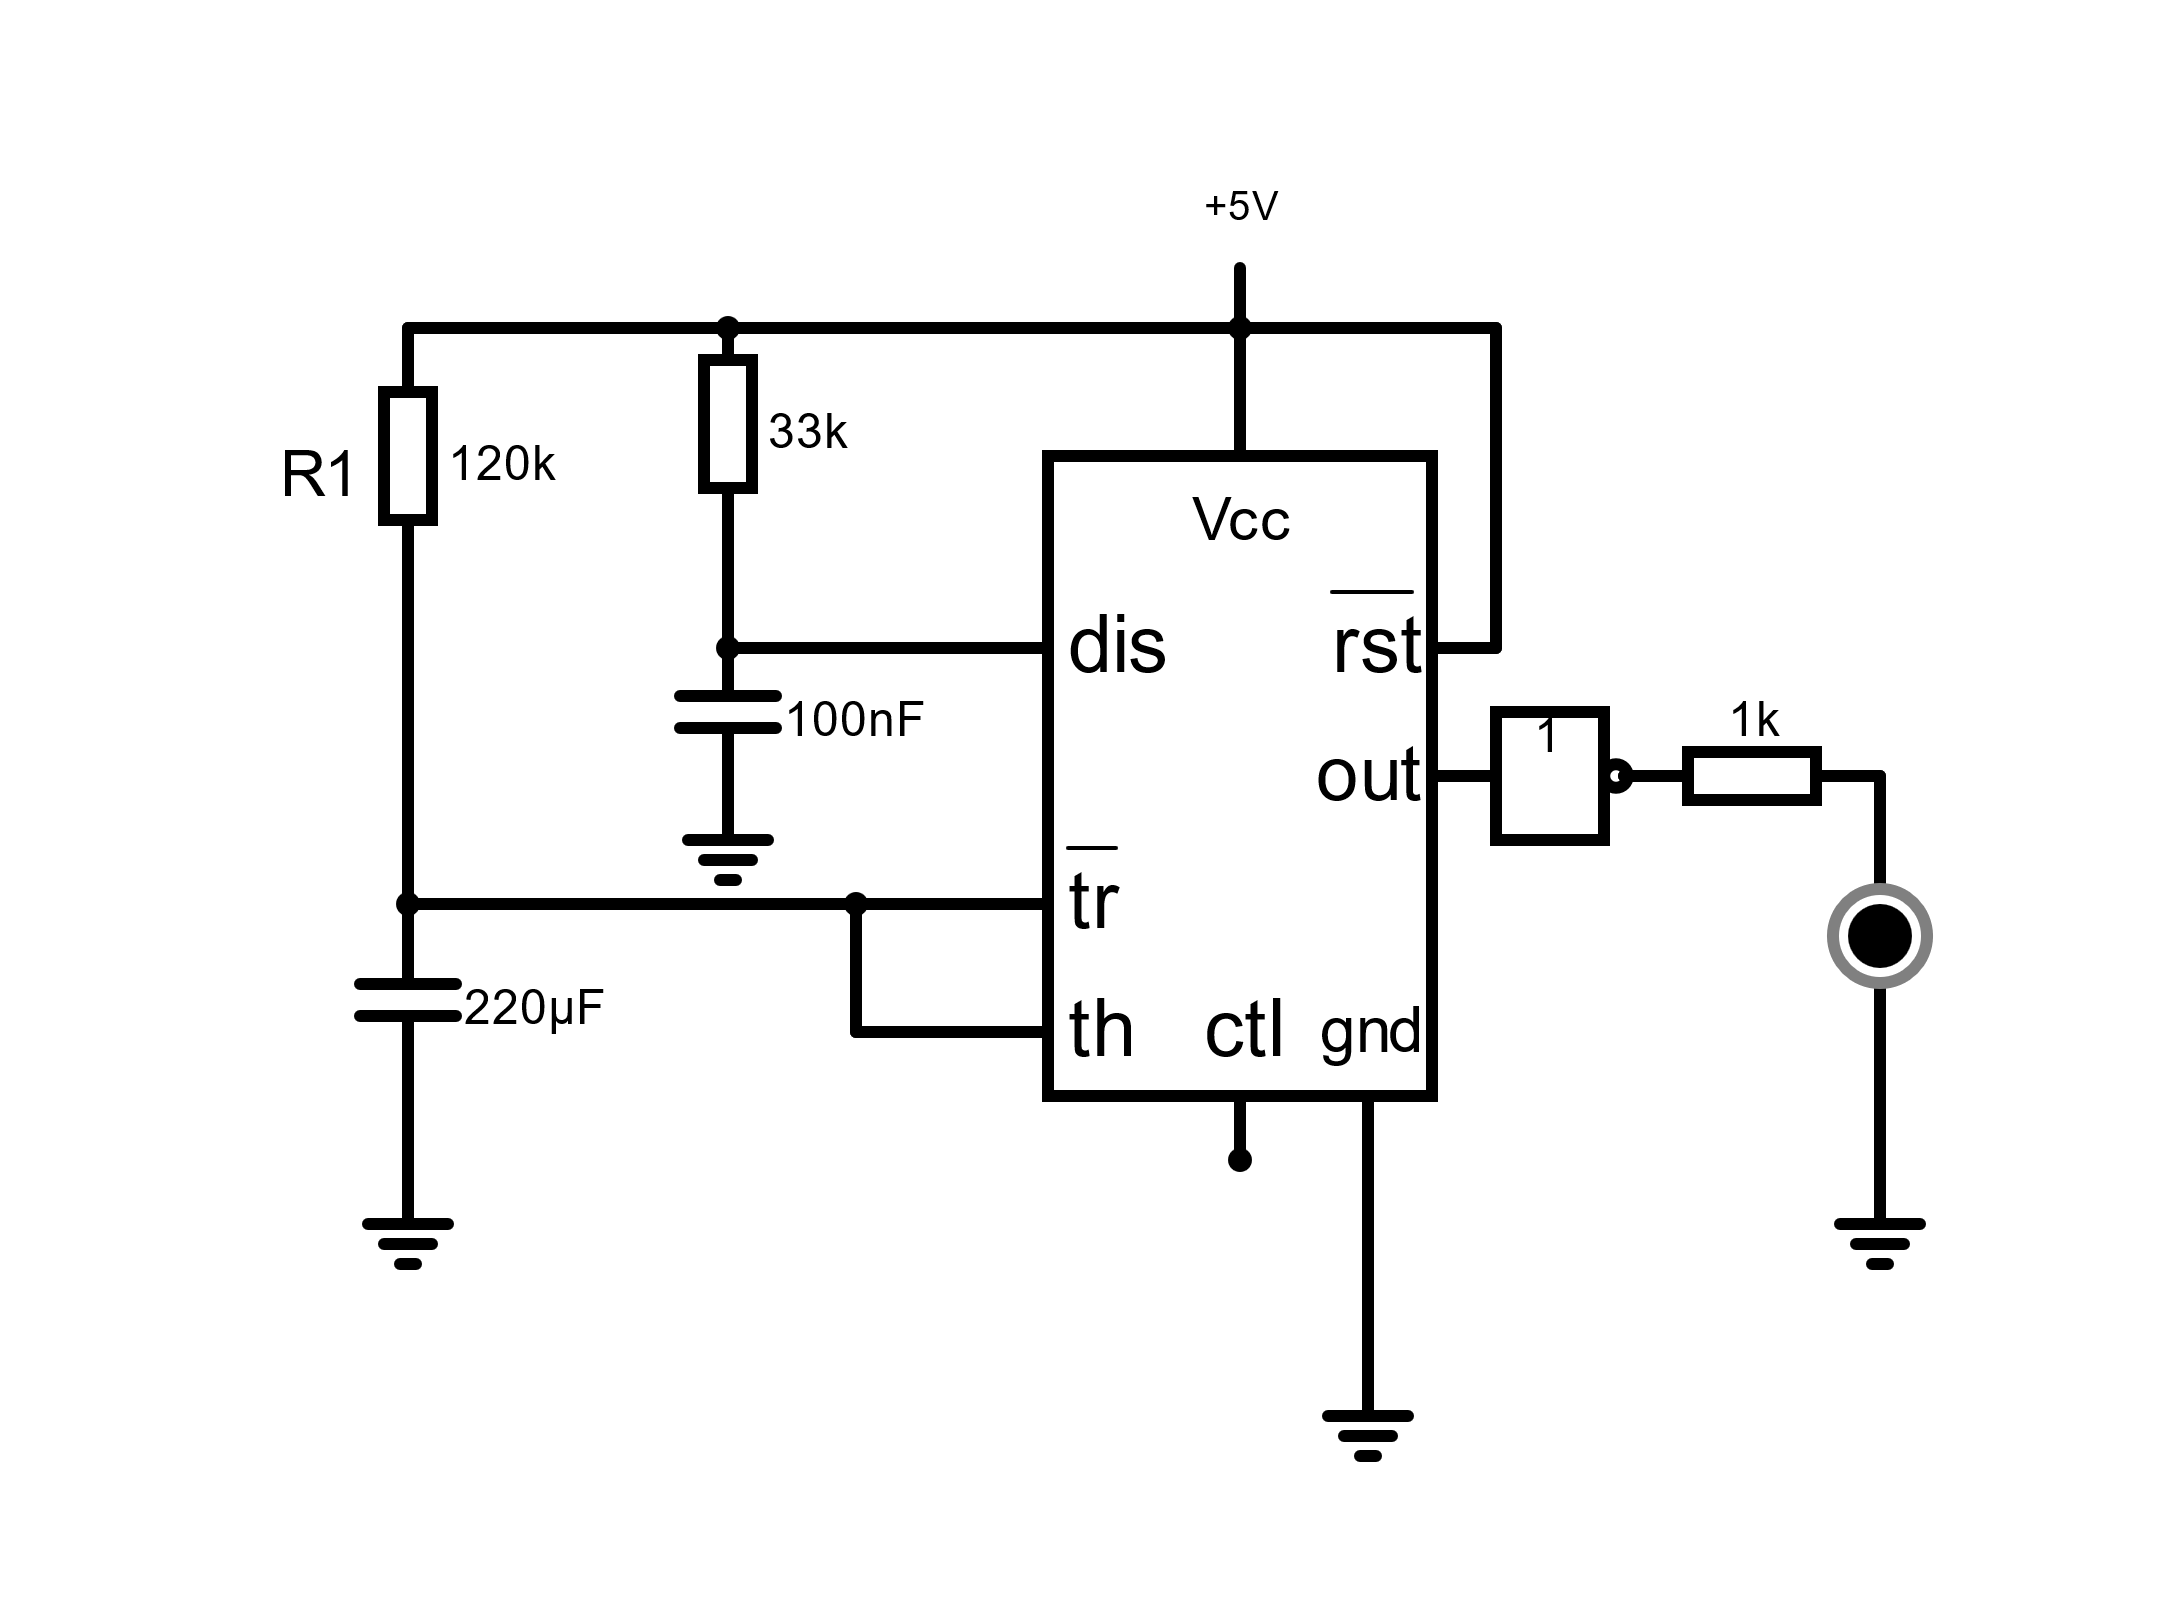 +5V
R1
120k
33k
Vcc
dis
rst
1
1k
100nF
out
tr
220µF
th
ctl
gnd